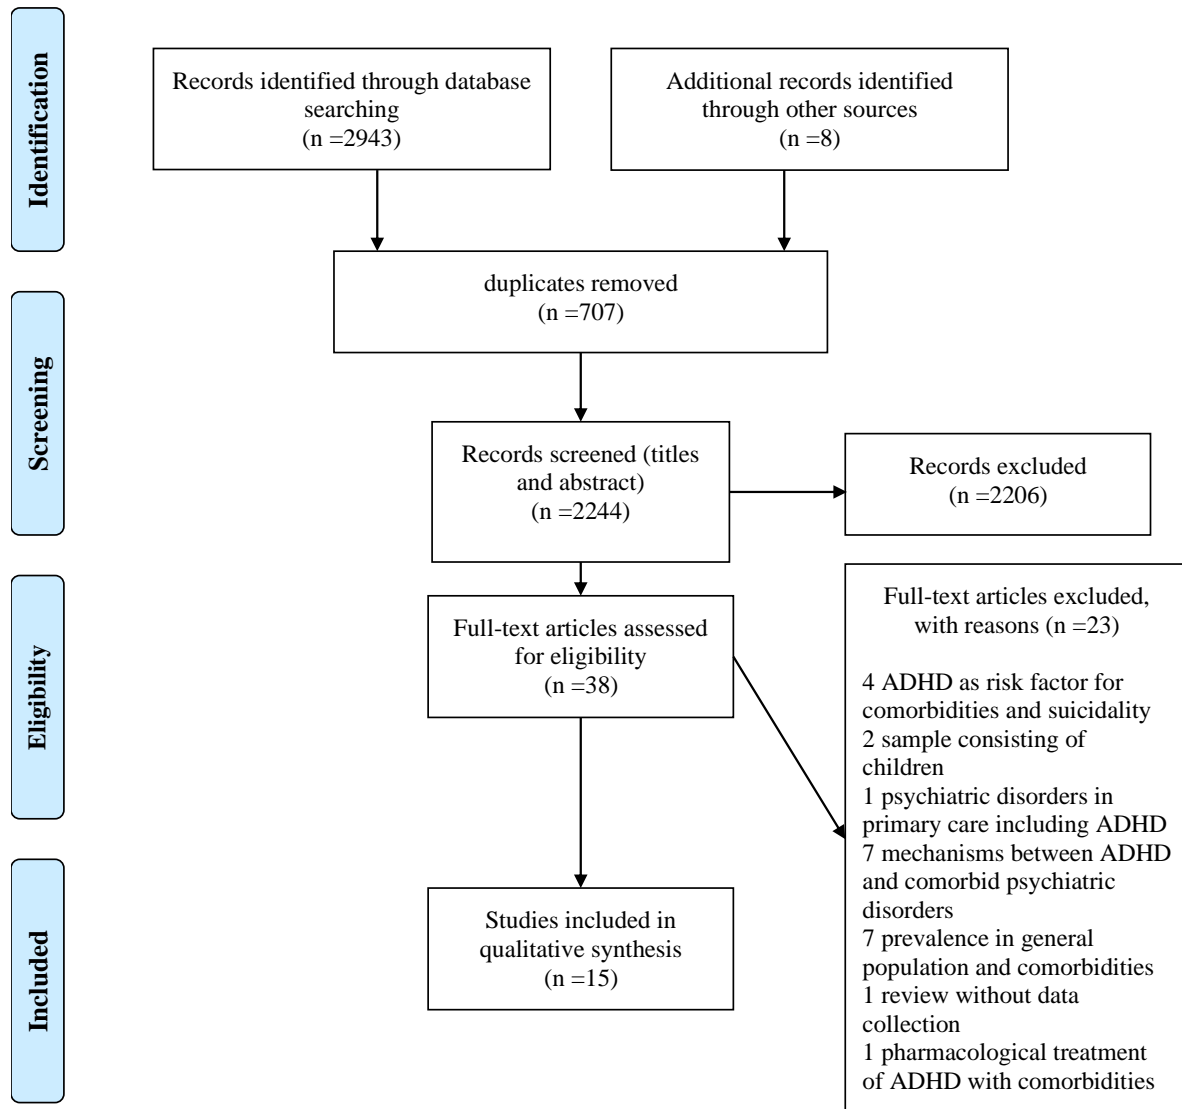 Identification
Records identified through database
searching
(n =2943)
Additional records identified
through other sources
(n =8)
duplicates removed
(n =707)
Screening
Records screened (titles
and abstract)
(n =2244)
Records excluded
(n =2206)
Eligibility
Full-text articles assessed
for eligibility
(n =38)
Full-text articles excluded,
with reasons (n =23)
4 ADHD as risk factor for
comorbidities and suicidality
2 sample consisting of
children
1 psychiatric disorders in
primary care including ADHD
7 mechanisms between ADHD
and comorbid psychiatric
disorders
7 prevalence in general
population and comorbidities
1 review without data
collection
1 pharmacological treatment
of ADHD with comorbidities
Included
Studies included in
qualitative synthesis
(n =15)